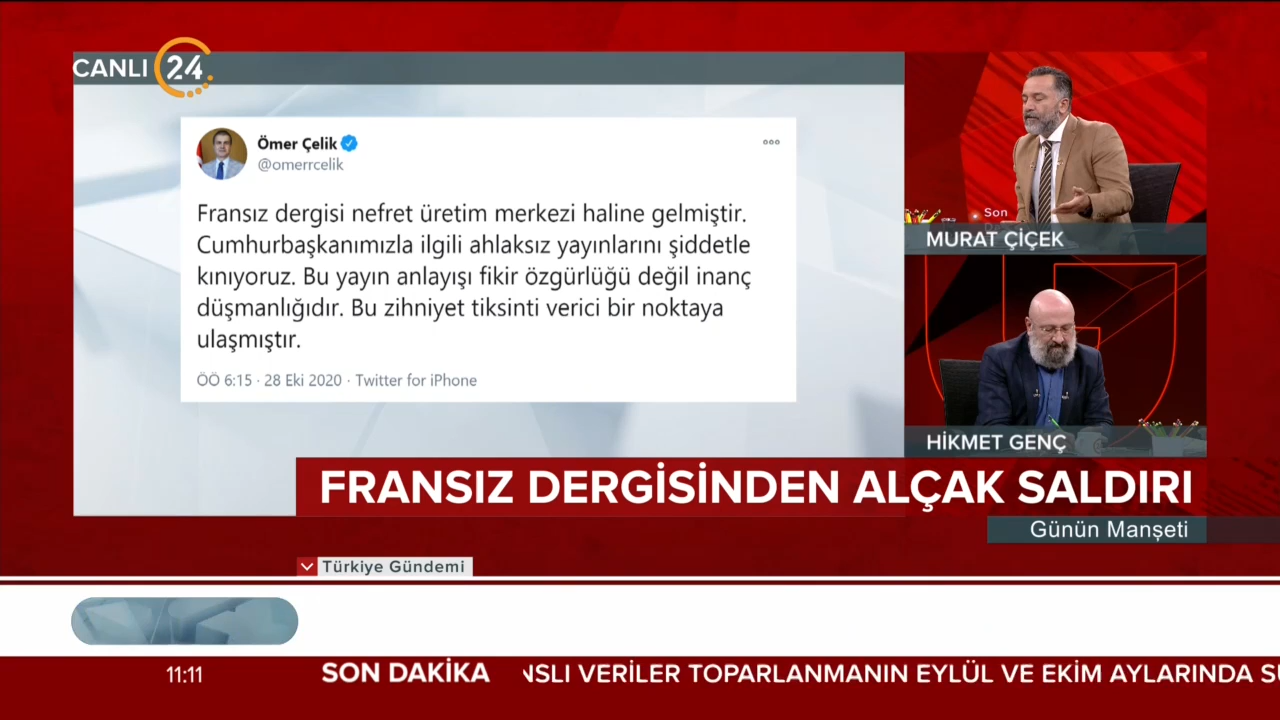 CANLI 24
Ömer Çelik
@omerrcelik
Fransız dergisi nefret üretim merkezi haline gelmiştir.
Cumhurbaşkanımızla ilgili ahlaksız yayınlarını şiddetle
kınıyoruz. Bu yayın anlayışı fikir özgürlüğü değil inanç
düşmanlığıdır. Bu zihniyet tiksinti verici bir noktaya
ulaşmıştır.
ÖÖ 6:15 · 28 Eki 2020 · Twitter for iPhone
Son
MURAT ÇİÇEK
HİKMET GENÇ
FRANSIZ DERGİSİNDEN ALÇAK SALDIRI
Günün Manşeti
Türkiye Gündemi
11:11
SON DAKİKA
NSLI VERİLER TOPARLANMANIN EYLÜL VE EKİM AYLARINDA